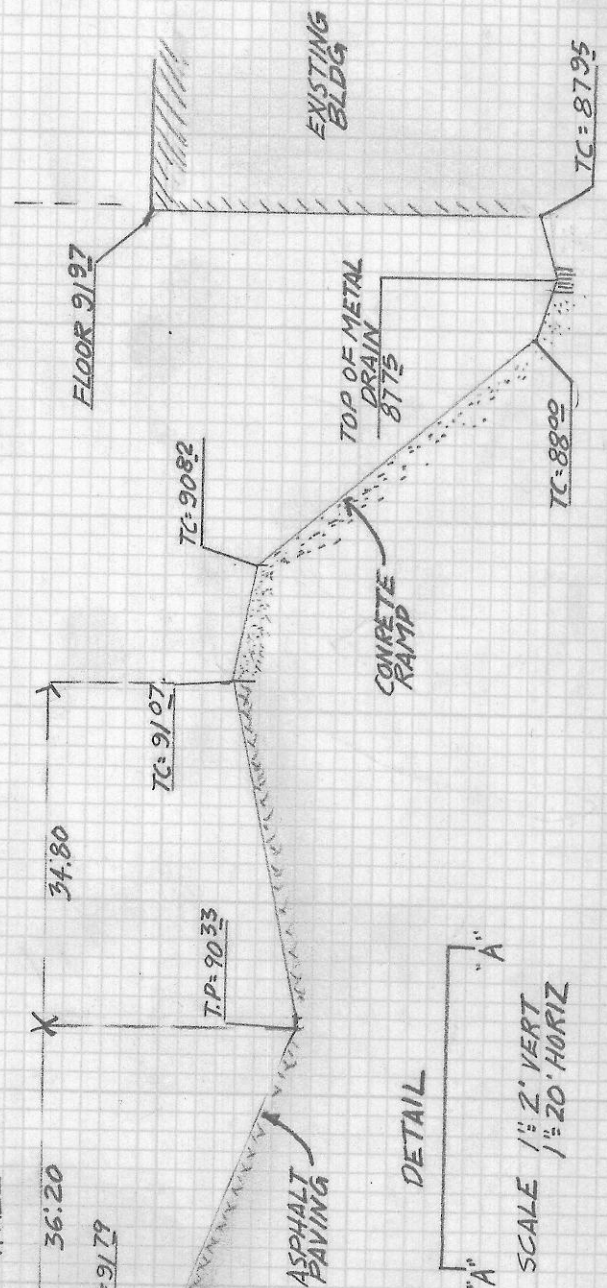 36.20
34.80
=91 79
T.P.= 90 33
TC= 91 07
TC= 90 82
FLOOR 91 97
EXISTING
BLDG
TOP OF METAL
DRAIN
87 75
TC= 87 95
TC= 88 00
CONRETE
RAMP
ASPHALT
PAVING
DETAIL
"A"
"A"
SCALE 1"= 2' VERT
1"= 20' HORIZ